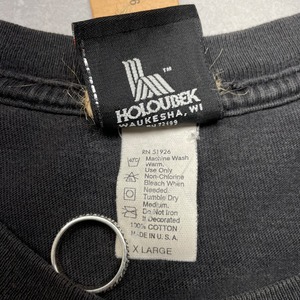 TM
HOLOUBEK
WAUKESHA, WI
RN 51926
Machine Wash
Warm.
Use Only
Non-Chlorine
Bleach When
Needed
Tumble Dry
Medium.
Do Not Iron
If Decorated
100% COTTON
MADE IN U.S.A.
X LARGE